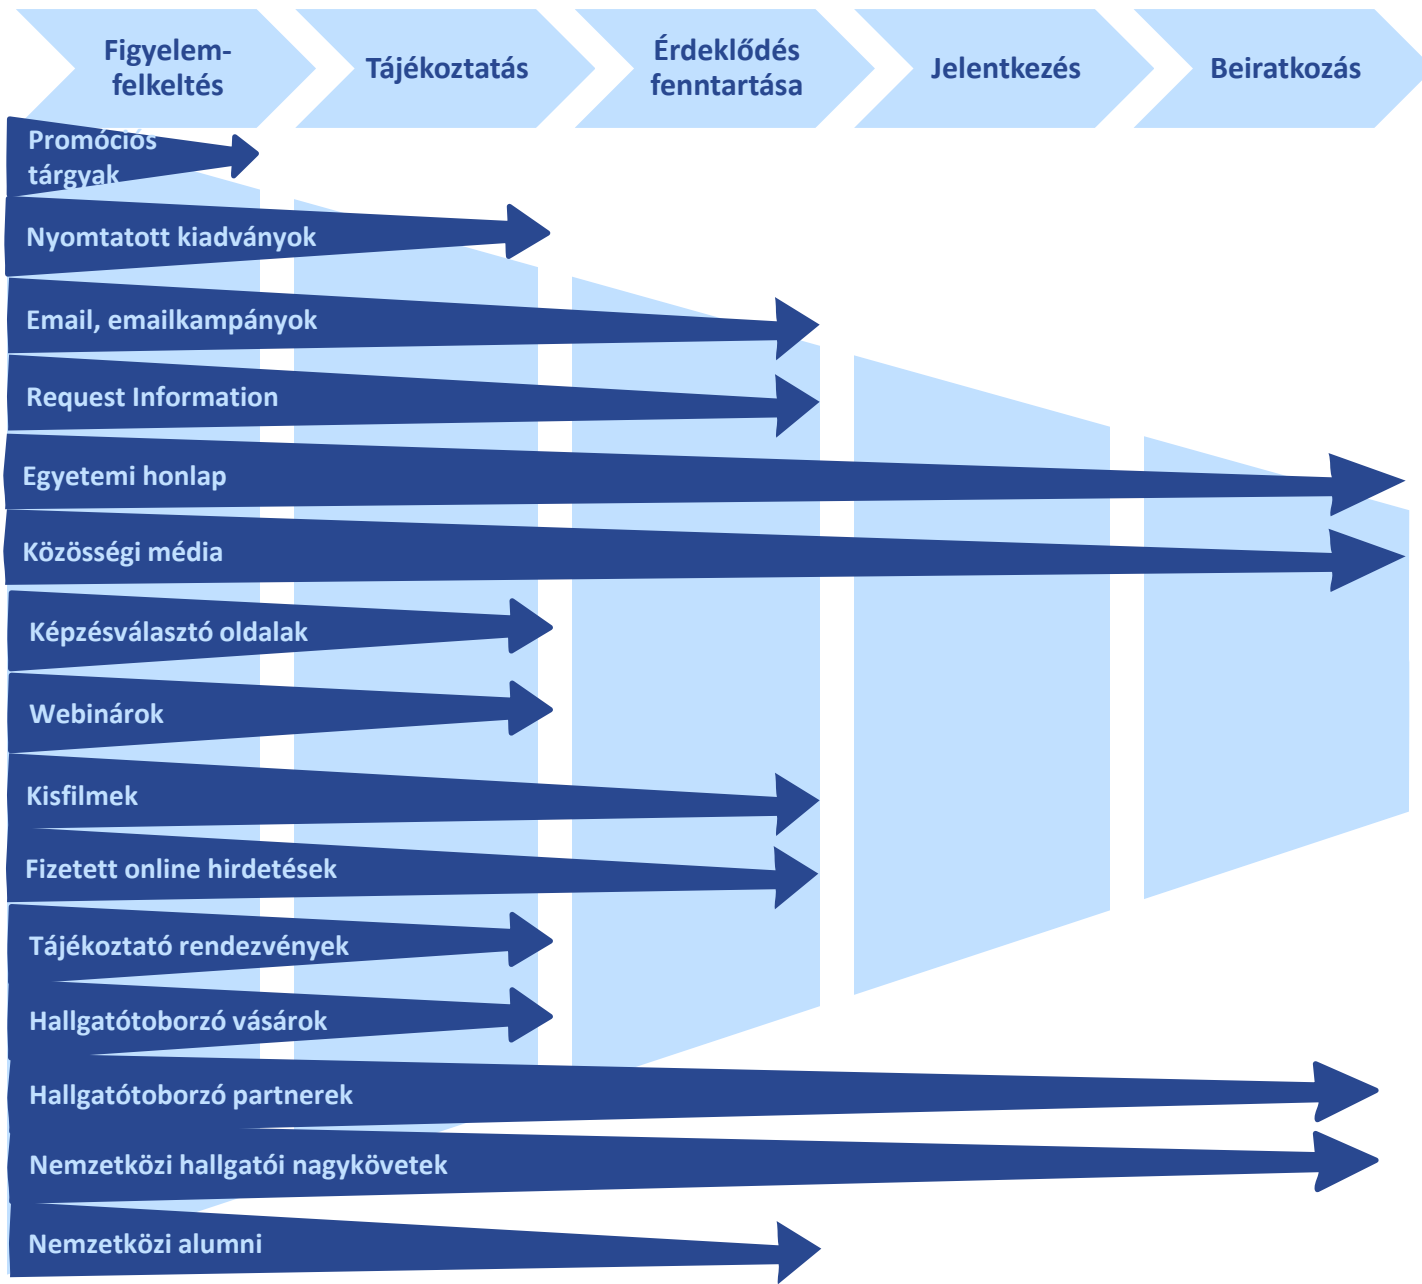 Figyelem-
felkeltés
Tájékoztatás
Érdeklődés
fenntartása
Jelentkezés
Beiratkozás
Promóciós
tárgyak
Nyomtatott kiadványok
Email, emailkampányok
Request Information
Egyetemi honlap
Közösségi média
Képzésválasztó oldalak
Webinárok
Kisfilmek
Fizetett online hirdetések
Tájékoztató rendezvények
Hallgatótoborzó vásárok
Hallgatótoborzó partnerek
Nemzetközi hallgatói nagykövetek
Nemzetközi alumni